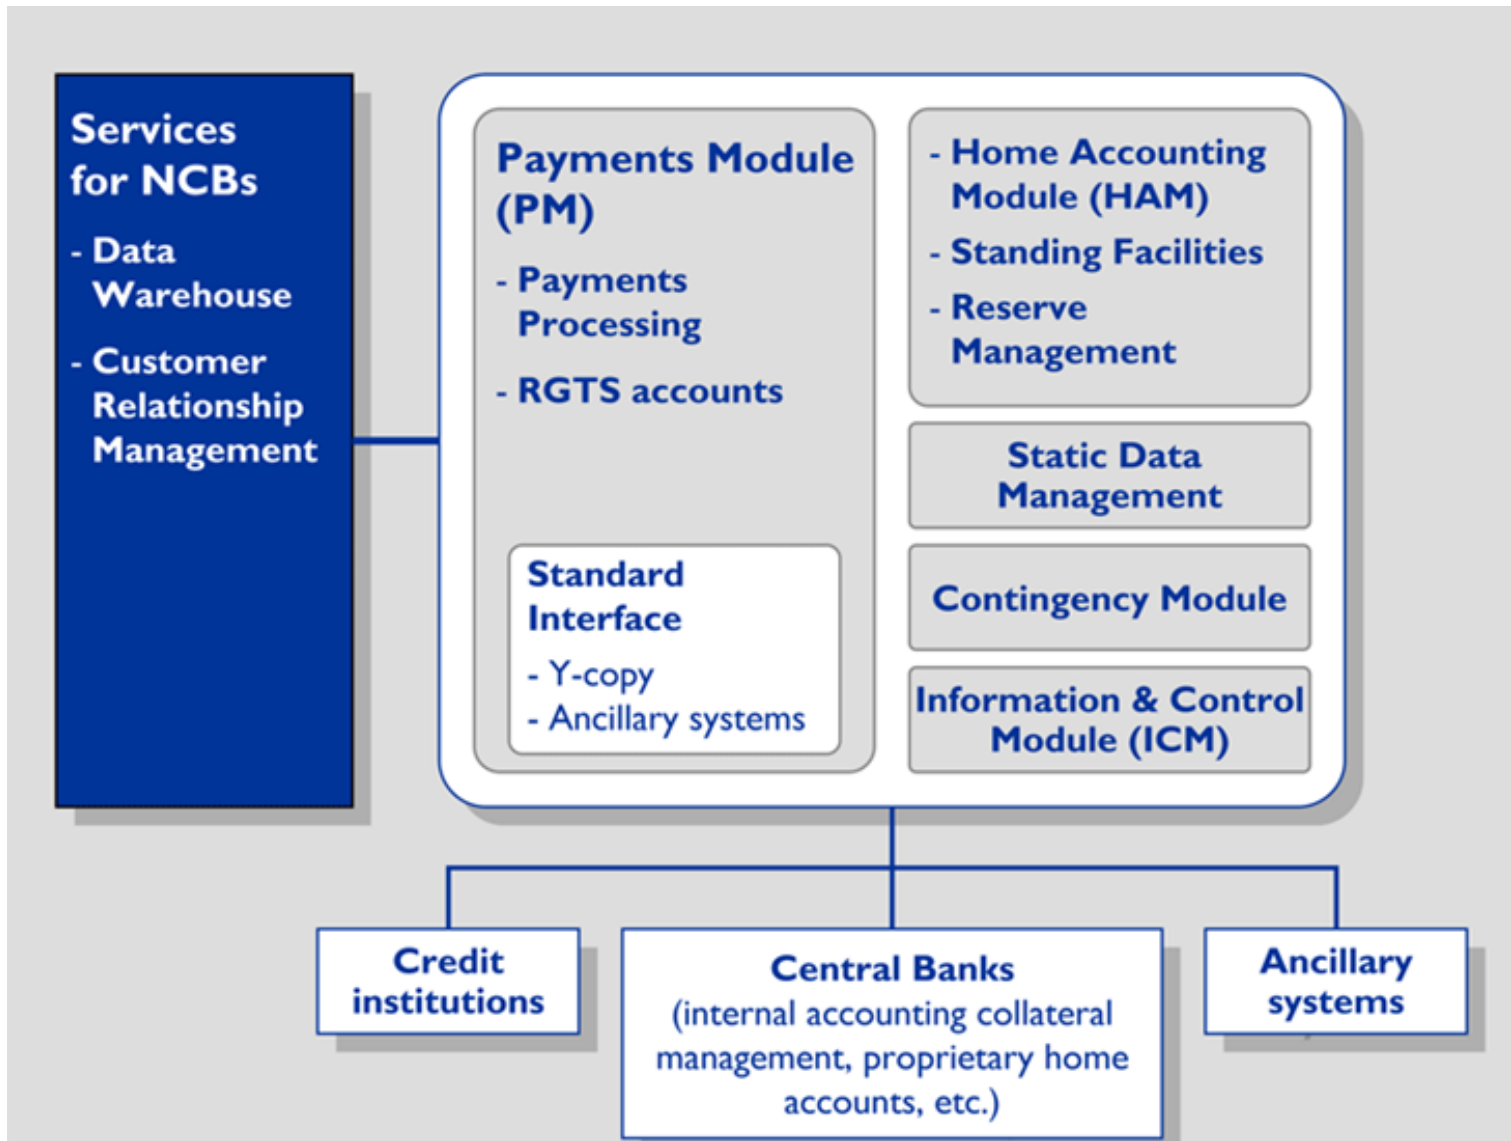 Services
for NCBs
- Data
Warehouse
- Customer
Relationship
Management
Payments Module
(PM)
- Payments
Processing
- RGTS accounts
Standard
Interface
- Y-copy
- Ancillary systems
- Home Accounting
Module (HAM)
- Standing Facilities
- Reserve
Management
Static Data
Management
Contingency Module
Information & Control
Module (ICM)
Credit
institutions
Central Banks
(internal accounting collateral
management, proprietary home
accounts, etc.)
Ancillary
systems